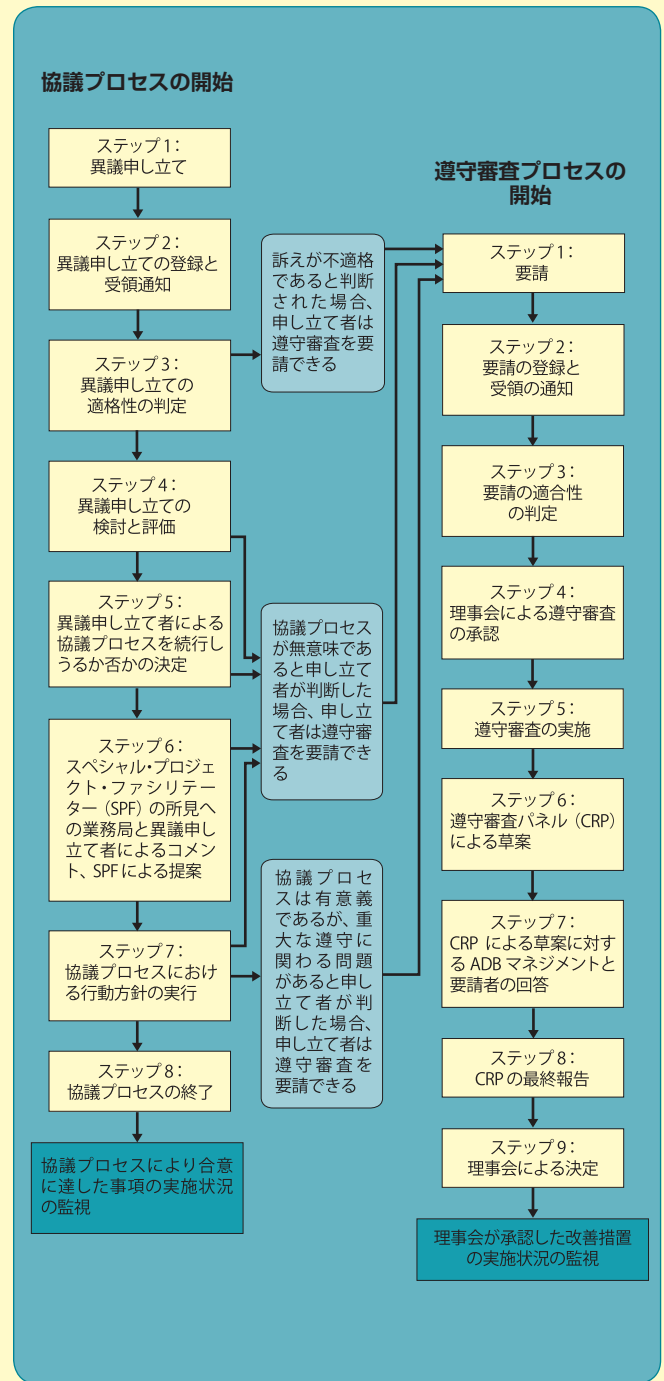 協議プロセスの開始
ステップ1：
異議申し立て
ステップ2：
異議申し立ての登録と
受領通知
ステップ3：
異議申し立ての
適格性の判定
ステップ4：
異議申し立ての
検討と評価
ステップ5：
異議申し立て者による
協議プロセスを続行し
うるか否かの決定
ステップ6：
スペシャル・プロジェ
クト・ファシリテ
ーター（SPF）の所見へ
の業務局と異議申し
立て者によるコメン
ト、SPFによる提案
ステップ7：
協議プロセスにおけ
る行動方針の実行
ステップ8：
協議プロセスの終了
協議プロセスにより合意
に達した事項の実施状況
の監視
訴えが不適格
であると判断
された場合、
申し立て者は
遵守審査を要
請できる
協議プロセス
が無意味であ
ると申し立て
者が判断した
場合、申し立
て者は遵守審
査を要請でき
る
協議プロセ
スは有意義
であるが、重
大な遵守に
関わる問題
があると申し
立て者が判
断した場合、
申し立て者は
遵守審査を
要請できる
遵守審査プロセスの
開始
ステップ1：
要請
ステップ2：
要請の登録と
受領の通知
ステップ3：
要請の適合性
の判定
ステップ4：
理事会による遵守審査
の承認
ステップ5：
遵守審査の実施
ステップ6：
遵守審査パネル（CRP）
による草案
ステップ7：
CRP による草案に対す
る ADB マネジメントと
要請者の回答
ステップ8：
CRPの最終報告
ステップ9：
理事会による決定
理事会が承認した改善措置
の実施状況の監視